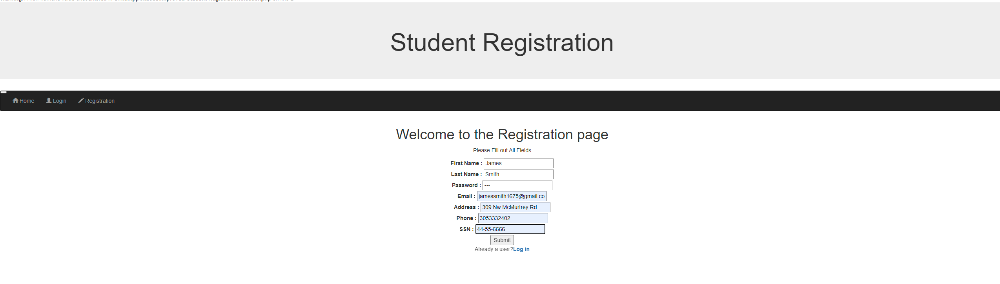 Student Registration
Home Login Registration
Welcome to the Registration page
Please Fill out All Fields
First Name : James
Last Name : Smith
Password : •••
Email : jamessmith1675@gmail.co
Address : 309 Nw McMurtrey Rd
Phone : 3053332402
SSN : 44-55-6666
Submit
Already a user?Log in